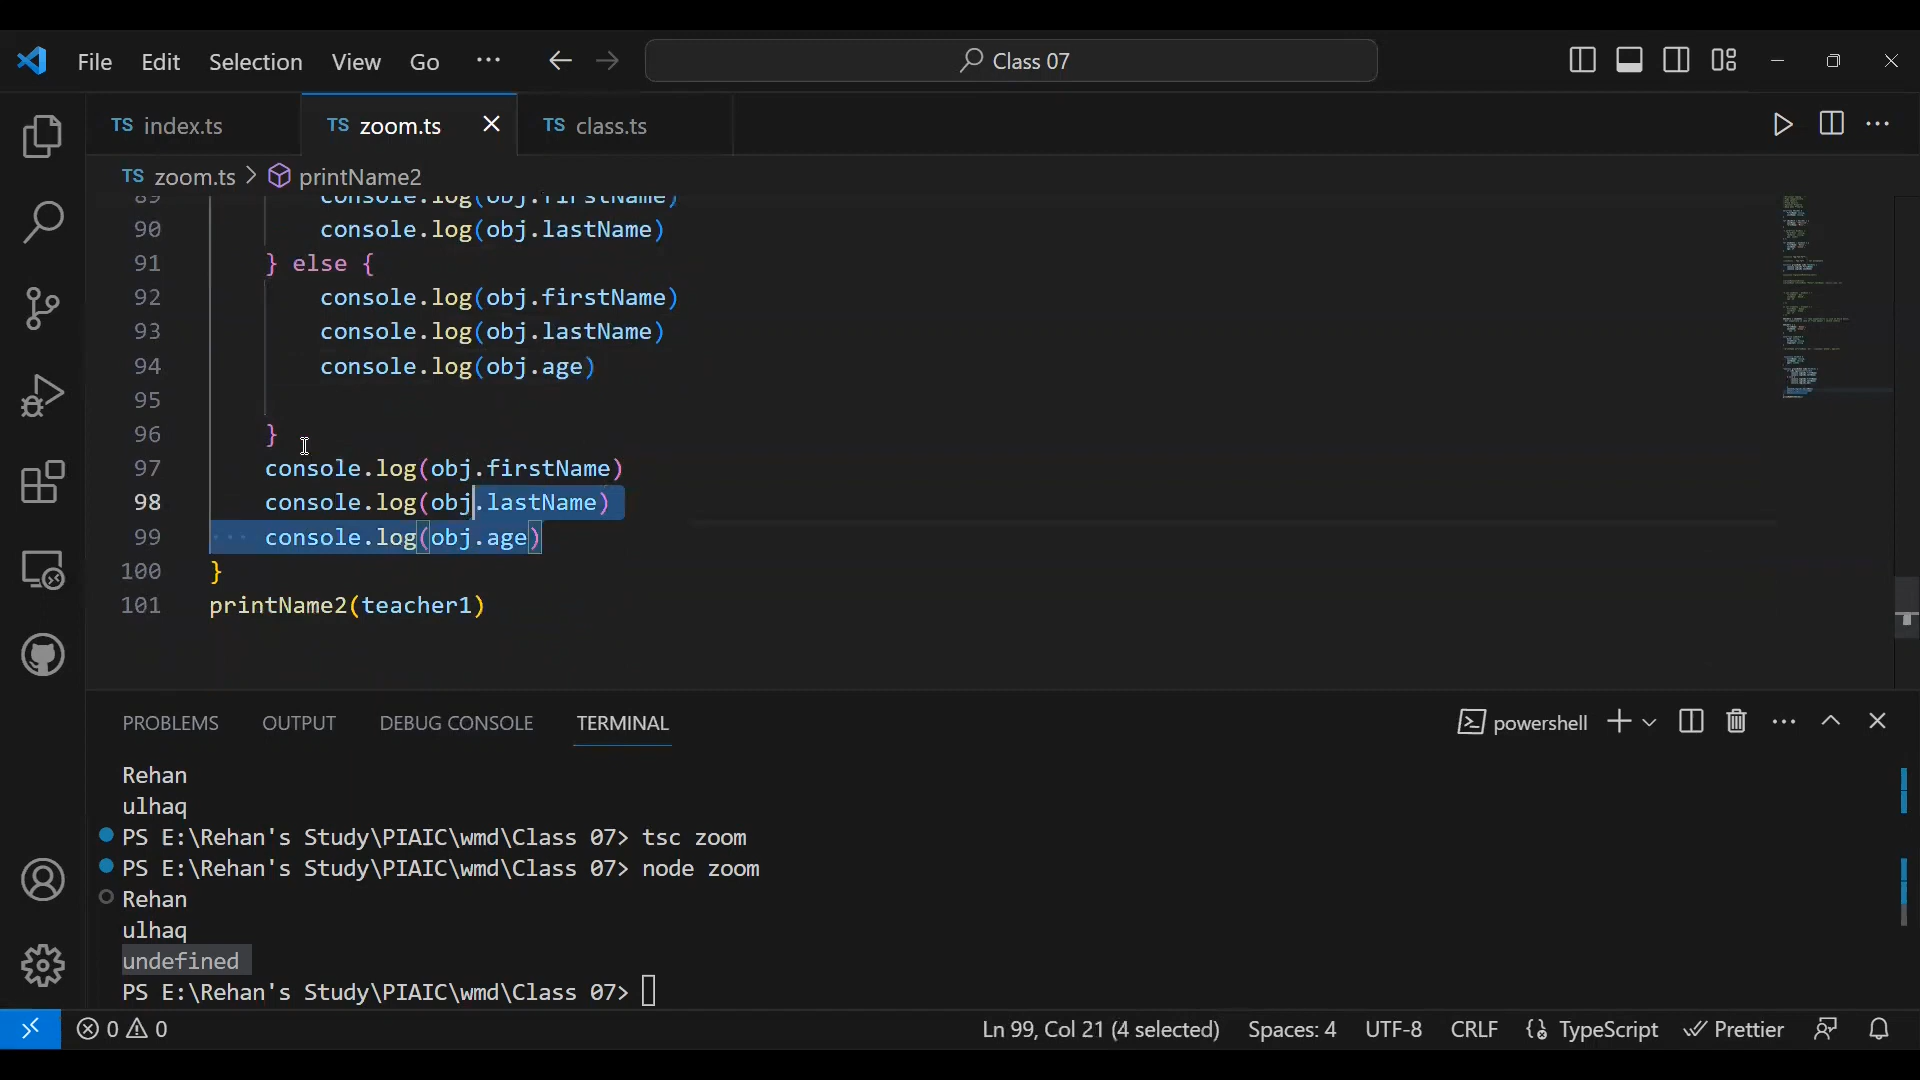 File Edit Selection View Go ··· Class 07
TS index.ts TS zoom.ts TS class.ts
TS zoom.ts > printName2
89 console.log(obj.firstName)
90 console.log(obj.lastName)
91 } else {
92 console.log(obj.firstName)
93 console.log(obj.lastName)
94 console.log(obj.age)
95
96 }
97 console.log(obj.firstName)
98 console.log(obj.lastName)
99 console.log(obj.age)
100 }
101 printName2(teacher1)
PROBLEMS OUTPUT DEBUG CONSOLE TERMINAL powershell
Rehan
ulhaq
PS E:\Rehan's Study\PIAIC\wmd\Class 07> tsc zoom
PS E:\Rehan's Study\PIAIC\wmd\Class 07> node zoom
Rehan
ulhaq
undefined
PS E:\Rehan's Study\PIAIC\wmd\Class 07>
0 0 Ln 99, Col 21 (4 selected) Spaces: 4 UTF-8 CRLF {} TypeScript Prettier